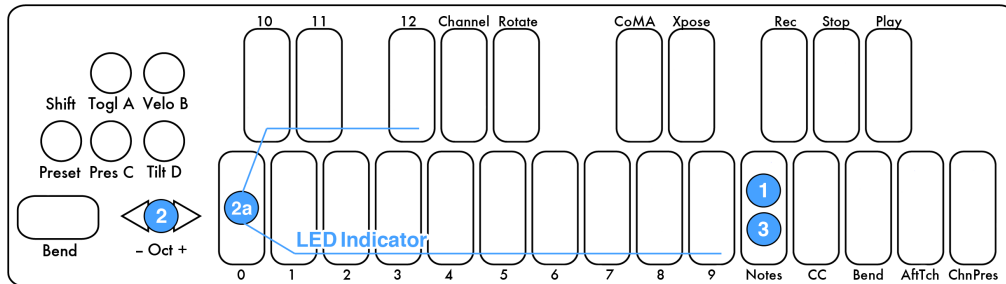 10 11 12 Channel Rotate CoMA Xpose Rec Stop Play
Shift Togl A Velo B
Preset Pres C Tilt D
2a
1
2
3
LED Indicator
Bend – Oct +
0 1 2 3 4 5 6 7 8 9 Notes CC Bend AftTch ChnPres